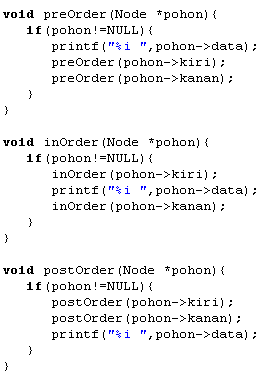 void preOrder(Node *pohon){
   if(pohon!=NULL){
      printf("%i ",pohon->data);
      preOrder(pohon->kiri);
      preOrder(pohon->kanan);
   }
}

void inOrder(Node *pohon){
   if(pohon!=NULL){
      inOrder(pohon->kiri);
      printf("%i ",pohon->data);
      inOrder(pohon->kanan);
   }
}

void postOrder(Node *pohon){
   if(pohon!=NULL){
      postOrder(pohon->kiri);
      postOrder(pohon->kanan);
      printf("%i ",pohon->data);
   }
}